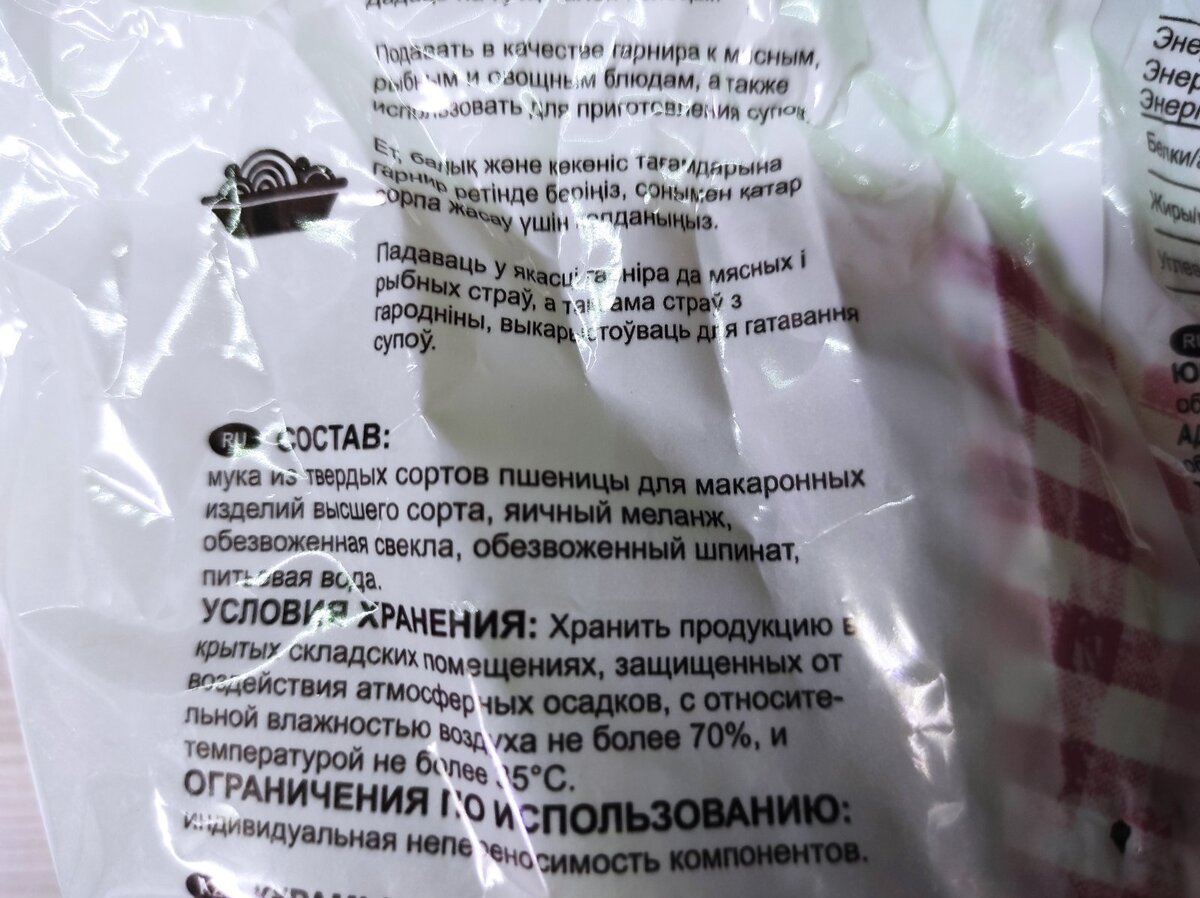 Подавать в качестве гарнира к мясным,
рыбным и овощным блюдам, а также
использовать для приготовления супов.
Ет, балық және көкөніс тағамдарына
гарнир ретінде беріңіз, сонымен қатар
сорпа жасау үшін қолданыңыз.
Падаваць у якасці гарніра да мясных і
рыбных страў, а таксама страў з
гародніны, выкарыстоўваць для гатавання
супоў.
RU СОСТАВ:
мука из твердых сортов пшеницы для макаронных
изделий высшего сорта, яичный меланж,
обезвоженная свекла, обезвоженный шпинат,
питьевая вода.
УСЛОВИЯ ХРАНЕНИЯ: Хранить продукцию в
крытых складских помещениях, защищенных от
воздействия атмосферных осадков, с относите-
льной влажностью воздуха не более 70%, и
температурой не более
ОГРАНИЧЕНИЯ ПО ИСПОЛЬЗОВАНИЮ:
индивидуальная непереносимость компонентов.
Белки/
Жиры
RU